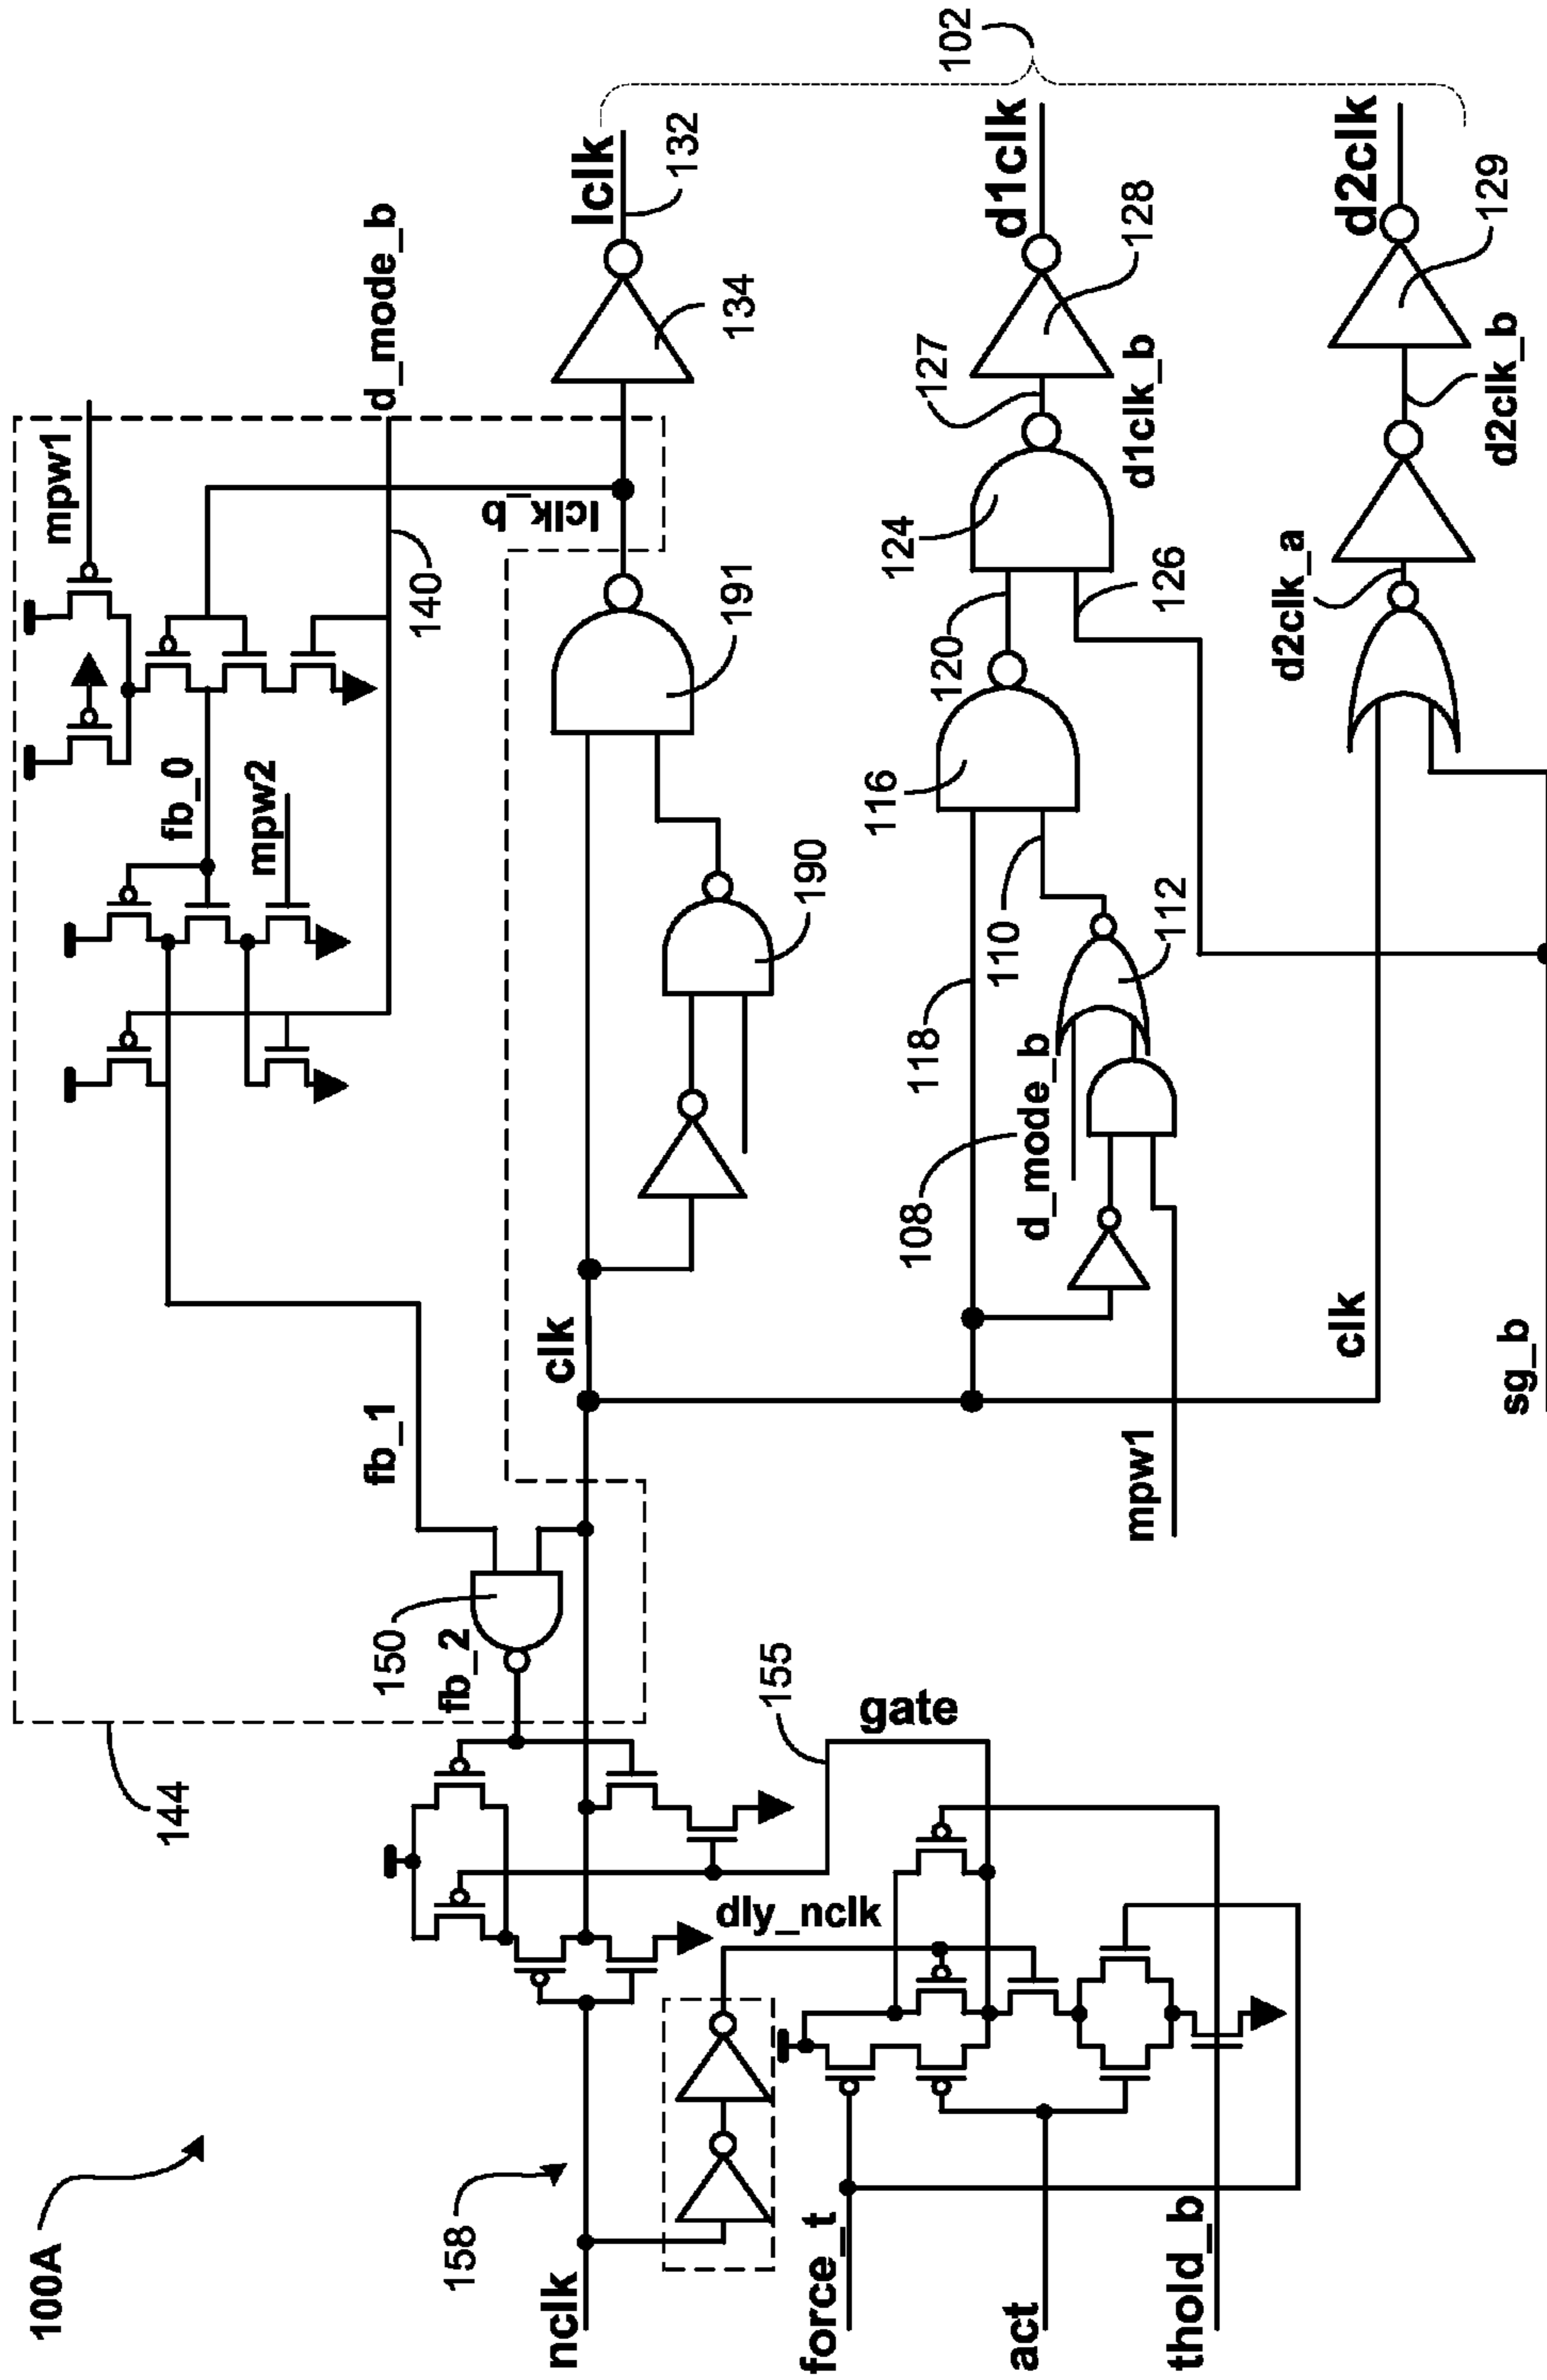 100A
158
nclk
force_t
act
thold_b
dly_nclk
155
gate
144
150
fb_2
fb_1
clk
mpw1
fb_0
mpw2
mpw1
140
d_mode_b
lclk_b
190
191
134
lclk
132
102
108
d_mode_b
118
110
112
116
120
124
126
127
d1clk_b
128
d1clk
clk
sg_b
d2clk_a
d2clk_b
129
d2clk